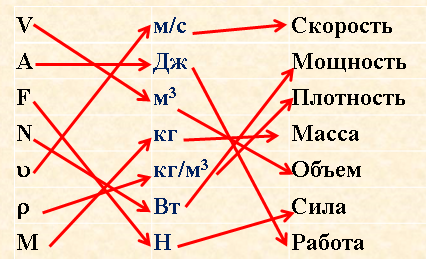 V м/с Скорость
A Дж Мощность
F м³ Плотность
N кг Масса
υ кг/м³ Объем
ρ Вт Сила
M Н Работа